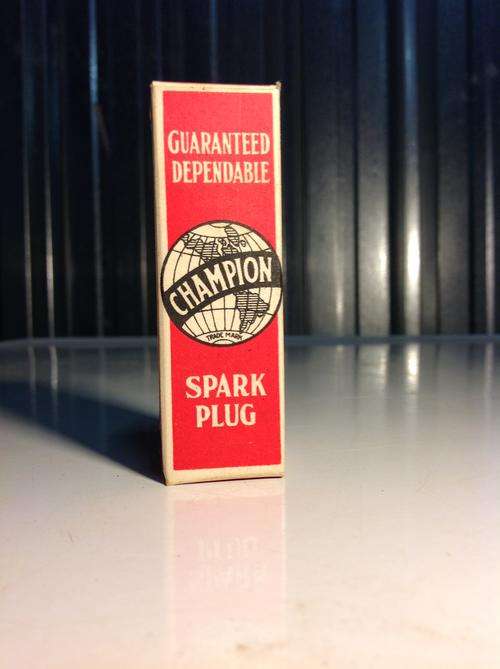 GUARANTEED
DEPENDABLE
CHAMPION
TRADE MARK
SPARK
PLUG